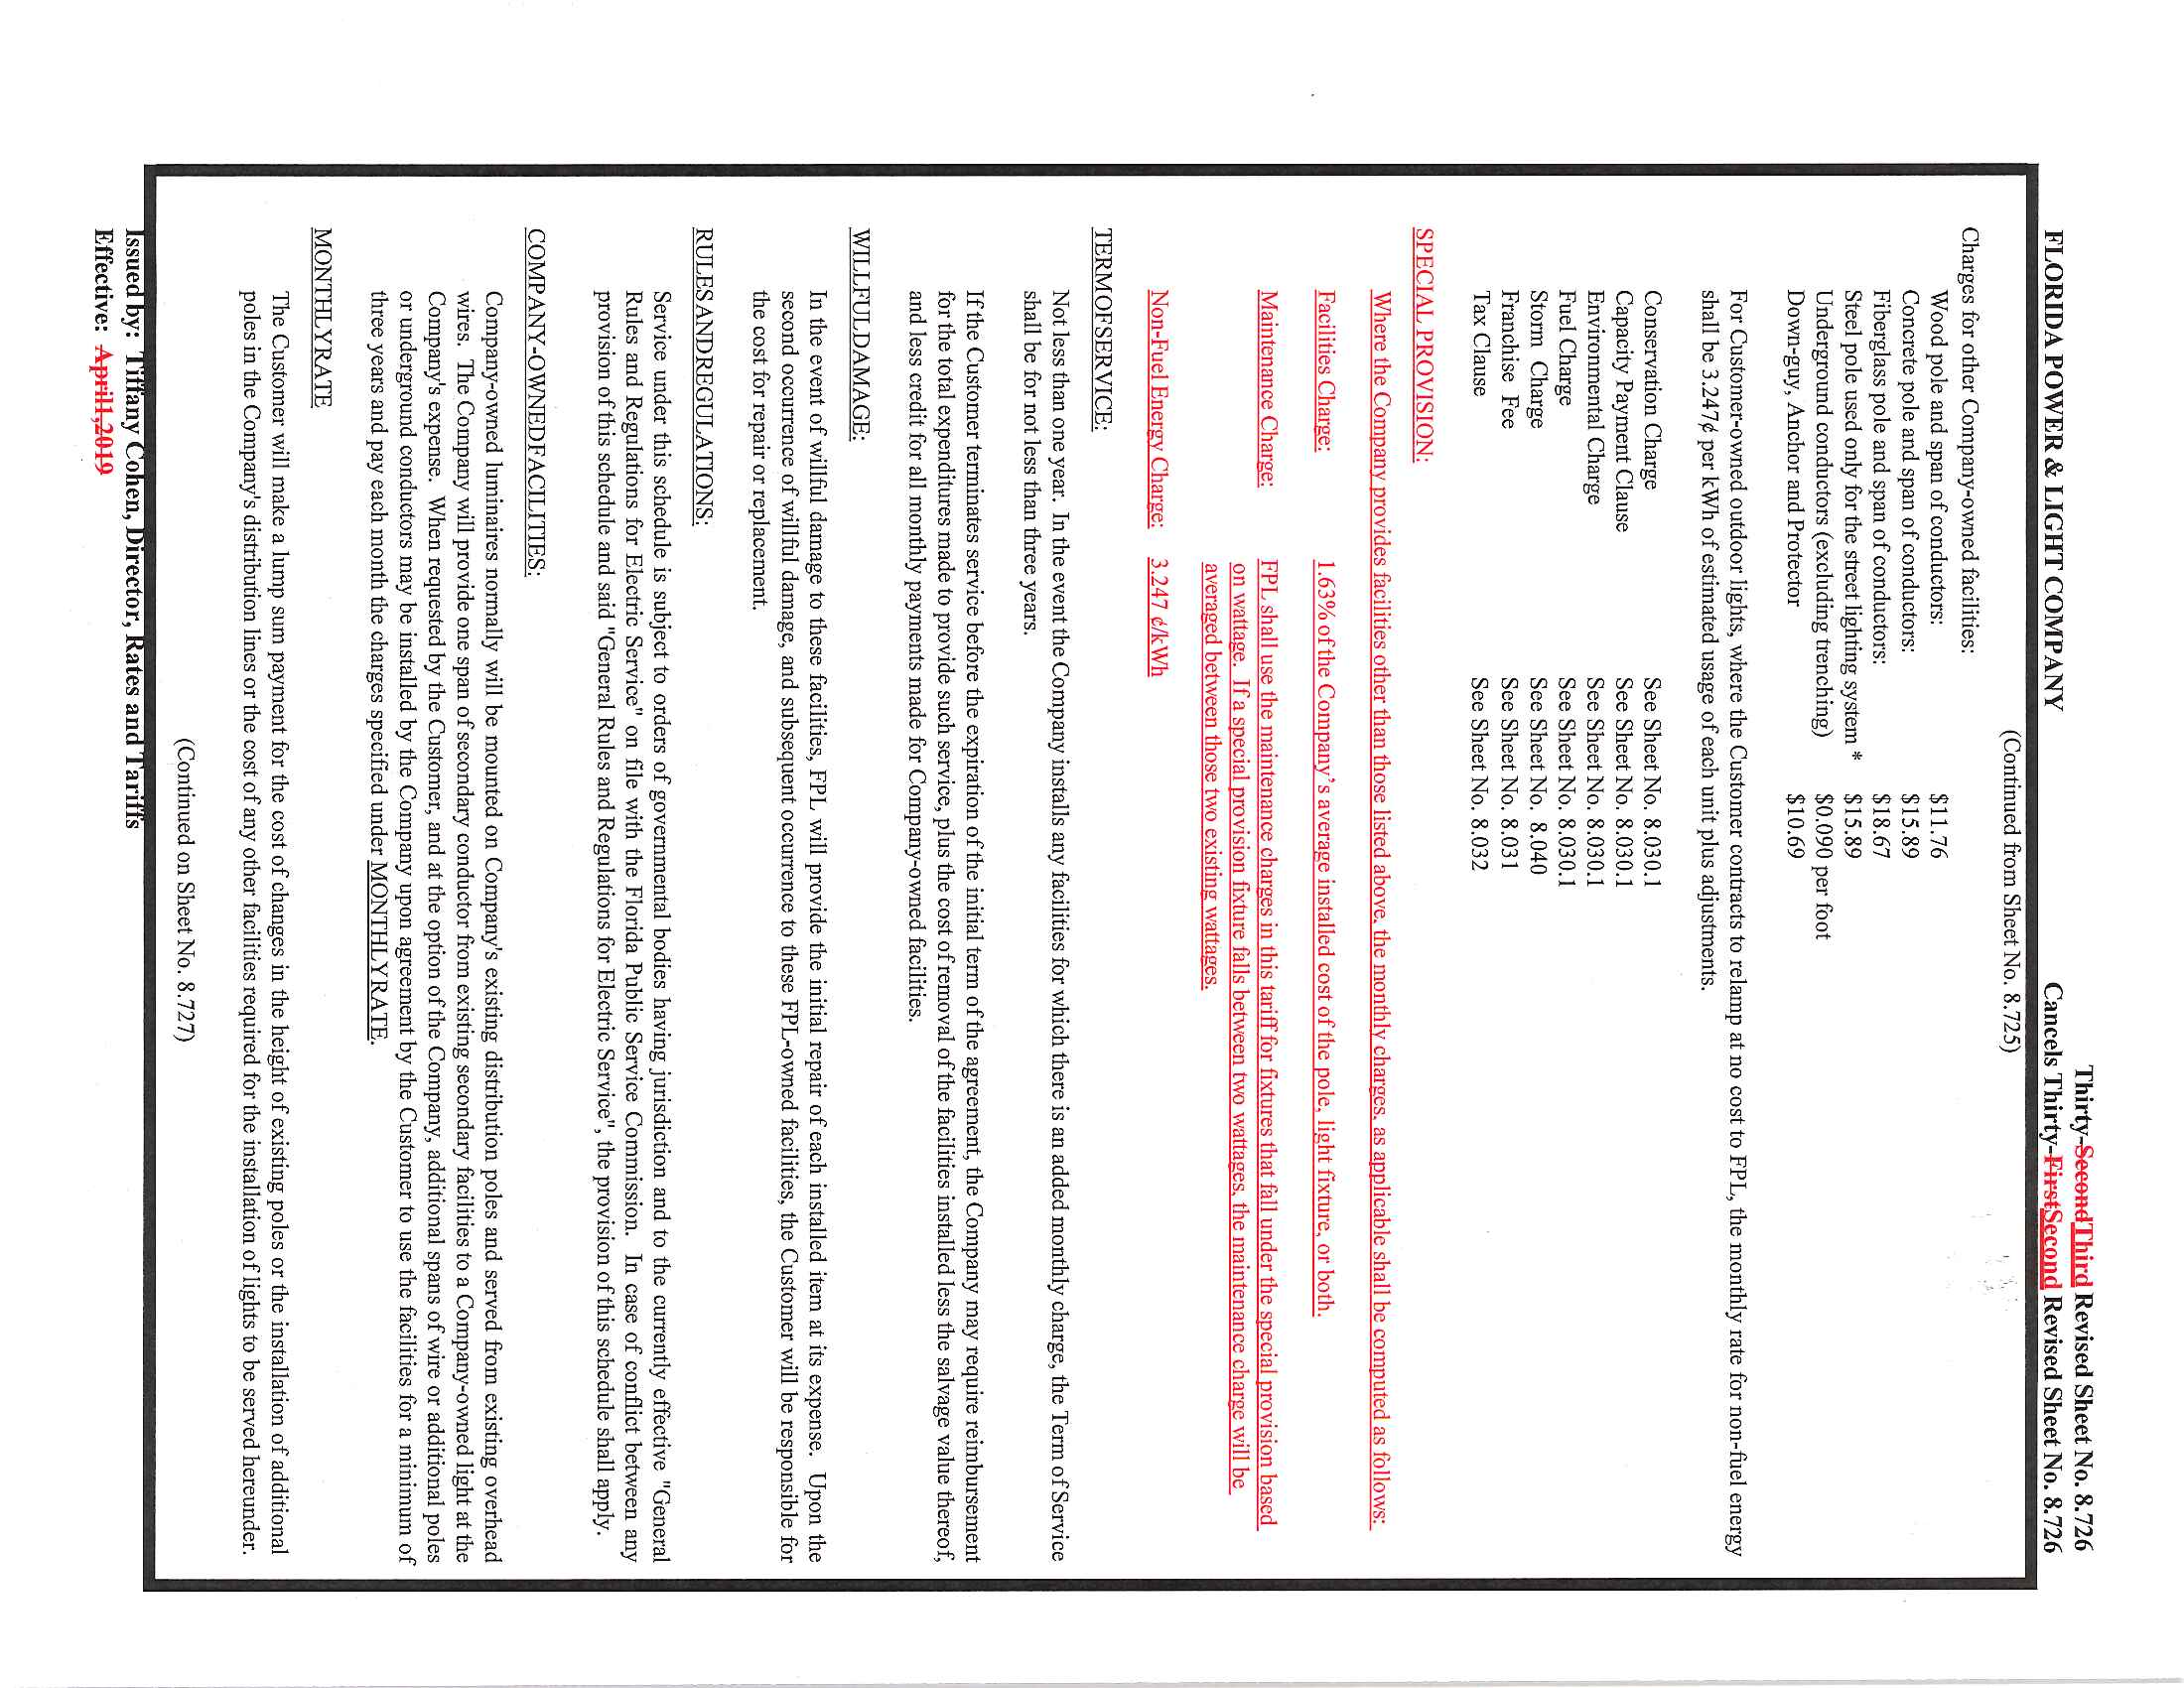 Thirty-SecondThird Revised Sheet No. 8.726
FLORIDA POWER & LIGHT COMPANY Cancels Thirty-FirstSecond Revised Sheet No. 8.726
(Continued from Sheet No. 8.725)
Charges for other Company-owned facilities:
Wood pole and span of conductors: $11.76
Concrete pole and span of conductors: $15.89
Fiberglass pole and span of conductors: $18.67
Steel pole used only for the street lighting system * $15.89
Underground conductors (excluding trenching) $0.090 per foot
Down-guy, Anchor and Protector $10.69
For Customer-owned outdoor lights, where the Customer contracts to relamp at no cost to FPL, the monthly rate for non-fuel energy
shall be 3.247¢ per kWh of estimated usage of each unit plus adjustments.
Conservation Charge See Sheet No. 8.030.1
Capacity Payment Clause See Sheet No. 8.030.1
Environmental Charge See Sheet No. 8.030.1
Fuel Charge See Sheet No. 8.030.1
Storm Charge See Sheet No. 8.040
Franchise Fee See Sheet No. 8.031
Tax Clause See Sheet No. 8.032
SPECIAL PROVISION:
Where the Company provides facilities other than those listed above, the monthly charges, as applicable shall be computed as follows:
Facilities Charge: 1.63% of the Company's average installed cost of the pole, light fixture, or both.
Maintenance Charge: FPL shall use the maintenance charges in this tariff for fixtures that fall under the special provision based
on wattage. If a special provision fixture falls between two wattages, the maintenance charge will be
averaged between those two existing wattages.
Non-Fuel Energy Charge: 3.247 ¢/kWh
TERM OF SERVICE:
Not less than one year. In the event the Company installs any facilities for which there is an added monthly charge, the Term of Service
shall be for not less than three years.
If the Customer terminates service before the expiration of the initial term of the agreement, the Company may require reimbursement
for the total expenditures made to provide such service, plus the cost of removal of the facilities installed less the salvage value thereof,
and less credit for all monthly payments made for Company-owned facilities.
WILLFUL DAMAGE:
In the event of willful damage to these facilities, FPL will provide the initial repair of each installed item at its expense. Upon the
second occurrence of willful damage, and subsequent occurrence to these FPL-owned facilities, the Customer will be responsible for
the cost for repair or replacement.
RULES AND REGULATIONS:
Service under this schedule is subject to orders of governmental bodies having jurisdiction and to the currently effective "General
Rules and Regulations for Electric Service" on file with the Florida Public Service Commission. In case of conflict between any
provision of this schedule and said "General Rules and Regulations for Electric Service", the provision of this schedule shall apply.
COMPANY-OWNED FACILITIES:
Company-owned luminaires normally will be mounted on Company's existing distribution poles and served from existing overhead
wires. The Company will provide one span of secondary conductor from existing secondary facilities to a Company-owned light at the
Company's expense. When requested by the Customer, and at the option of the Company, additional spans of wire or additional poles
or underground conductors may be installed by the Company upon agreement by the Customer to use the facilities for a minimum of
three years and pay each month the charges specified under MONTHLY RATE.
MONTHLY RATE
The Customer will make a lump sum payment for the cost of changes in the height of existing poles or the installation of additional
poles in the Company's distribution lines or the cost of any other facilities required for the installation of lights to be served hereunder.
(Continued on Sheet No. 8.727)
Issued by: Tiffany Cohen, Director, Rates and Tariffs
Effective: April 1, 2019